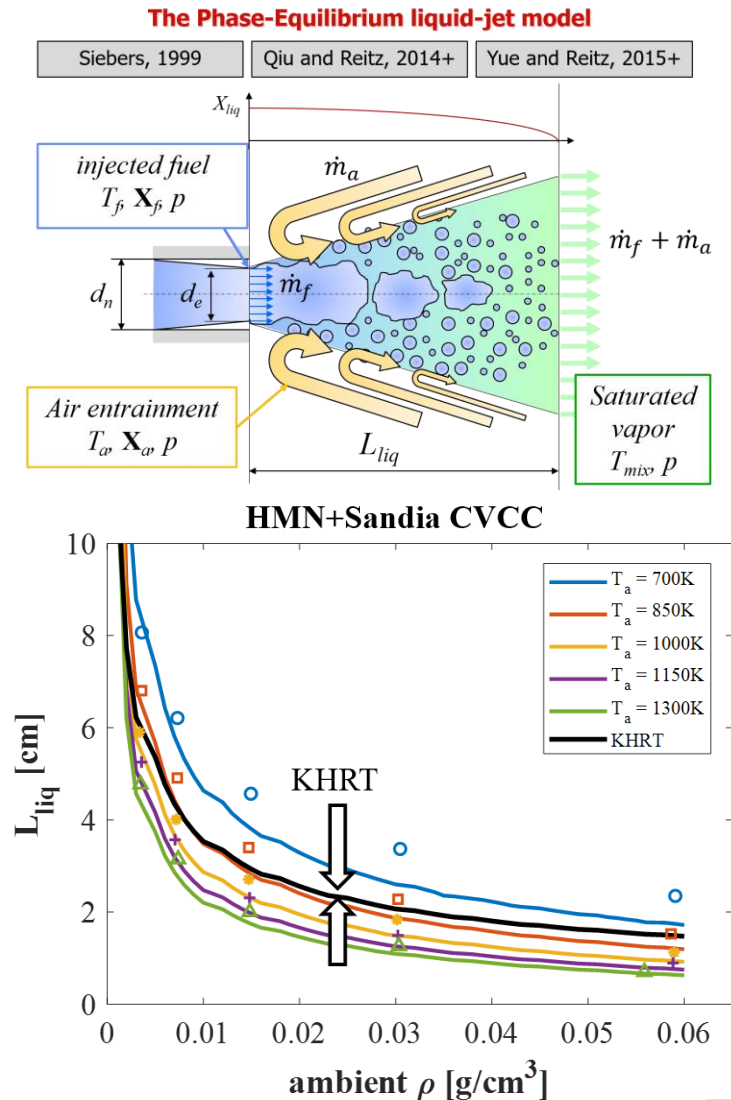 The Phase-Equilibrium liquid-jet model
Siebers, 1999
Qiu and Reitz, 2014+
Yue and Reitz, 2015+
X_liq
injected fuel
T_f, X_f, p
ṁ_a
ṁ_f + ṁ_a
d_n
d_e
ṁ_f
Air entrainment
T_a, X_a, p
L_liq
Saturated
vapor
T_mix, p
HMN+Sandia CVCC
10
8
6
4
2
0
L_liq [cm]
T_a = 700K
T_a = 850K
T_a = 1000K
T_a = 1150K
T_a = 1300K
KHRT
KHRT
0
0.01
0.02
0.03
0.04
0.05
0.06
ambient ρ [g/cm³]